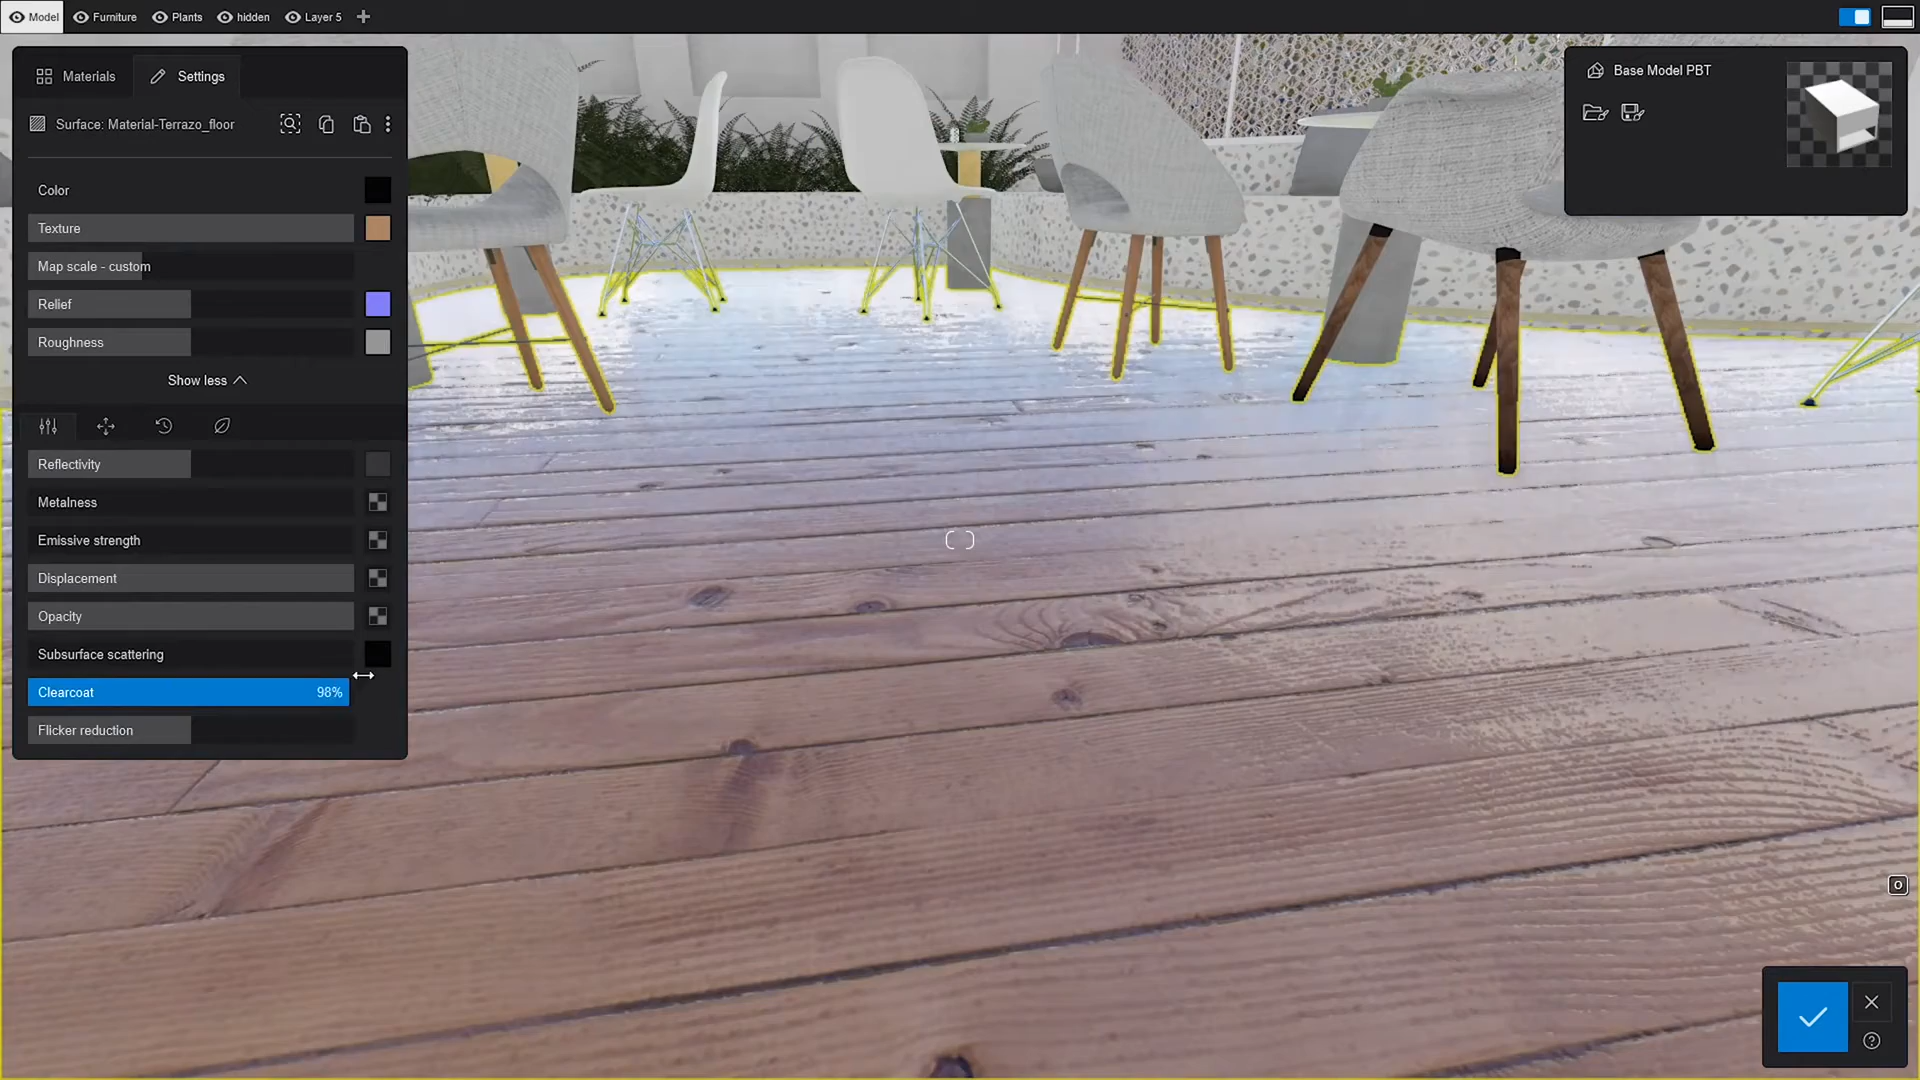 Model
Furniture
Plants
hidden
Layer 5
Materials
Settings
Surface: Material-Terrazo_floor
Color
Texture
Map scale - custom
Relief
Roughness
Show less
Reflectivity
Metalness
Emissive strength
Displacement
Opacity
Subsurface scattering
Clearcoat 98%
Flicker reduction
Base Model PBT
O